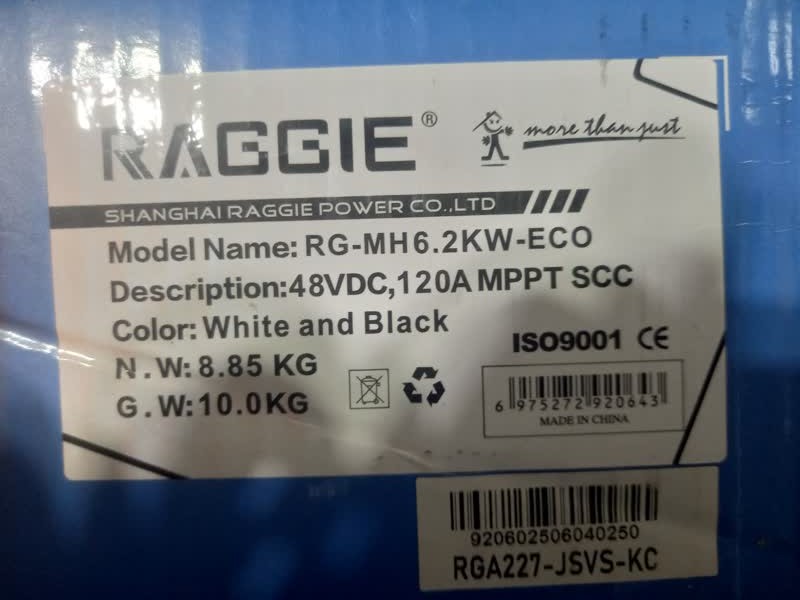 RAGGIE®
more than just
SHANGHAI RAGGIE POWER CO.,LTD
Model Name: RG-MH6.2KW-ECO
Description:48VDC,120A MPPT SCC
Color: White and Black
N.W: 8.85 KG
G.W: 10.0KG
ISO9001 CE
6 975272 920643
MADE IN CHINA
920602506040250
RGA227-JSVS-KC